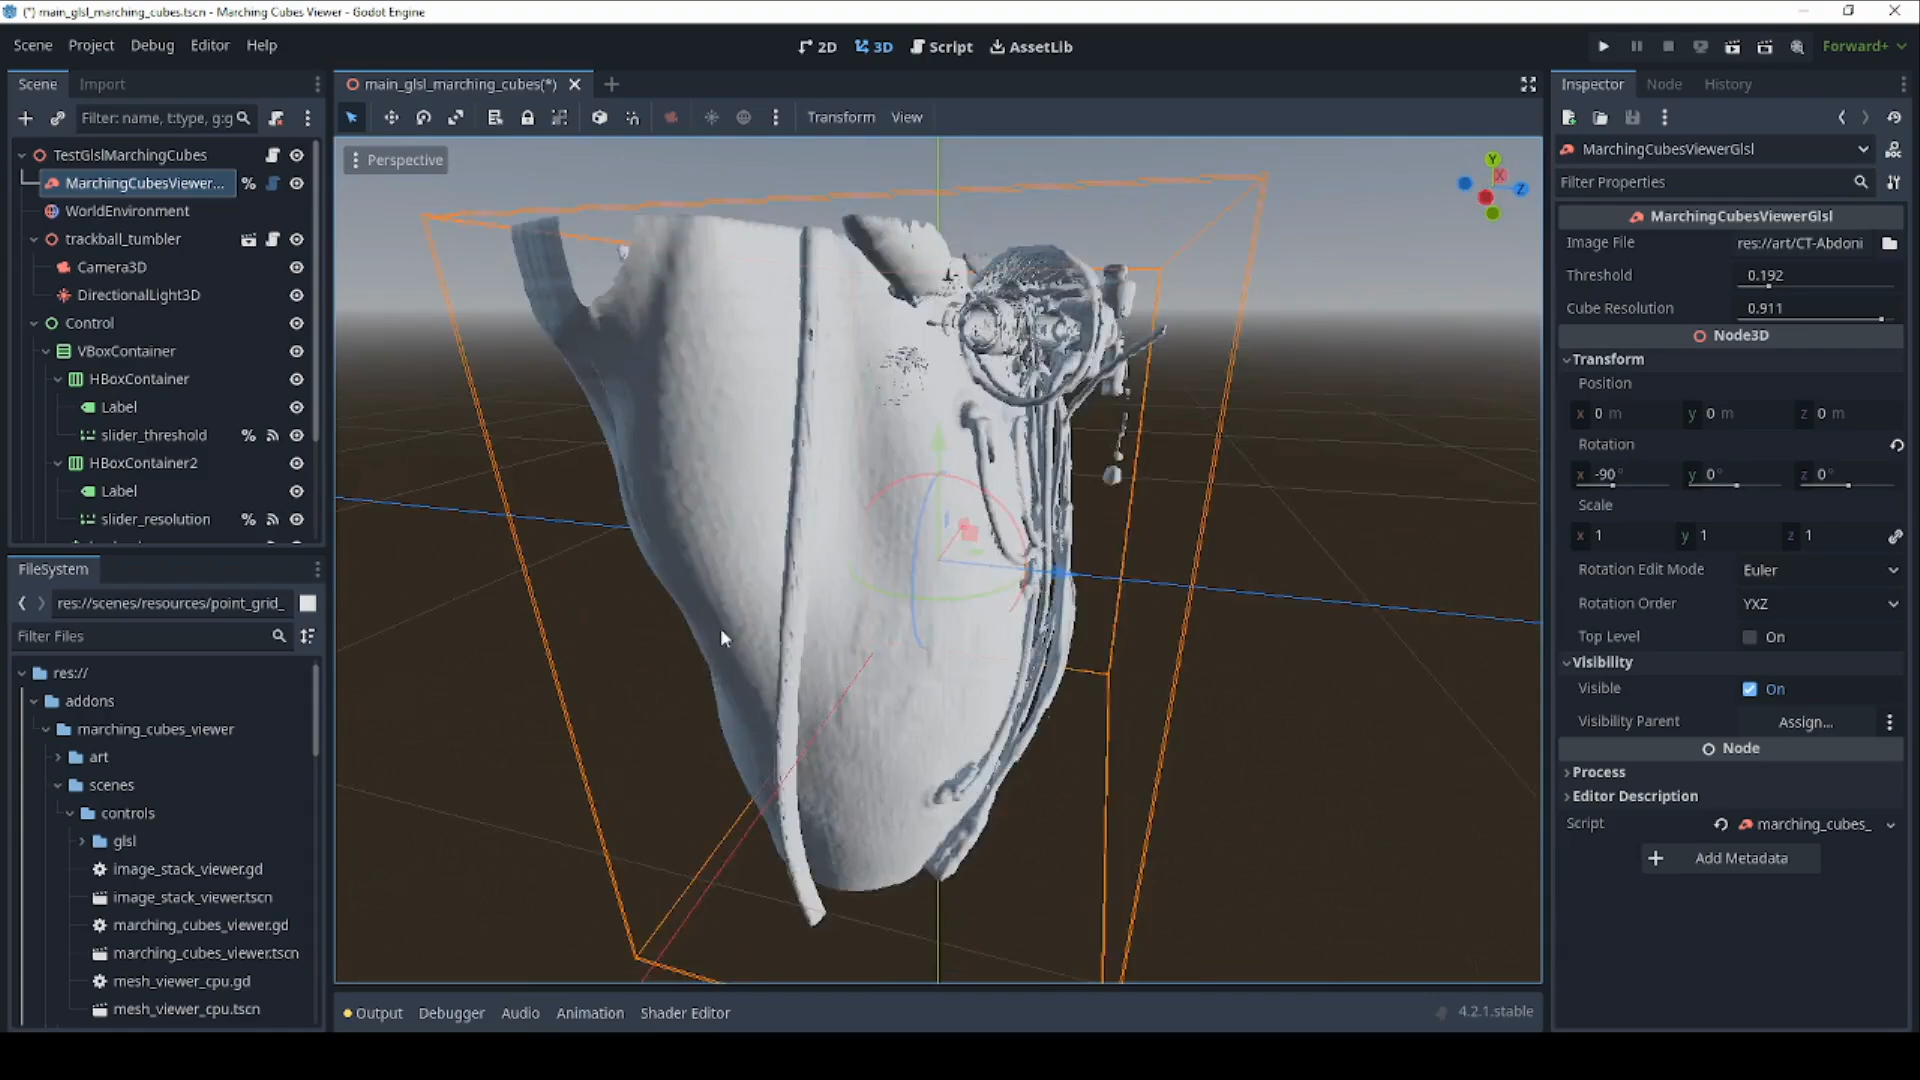 (*) main_glsl_marching_cubes.tscn - Marching Cubes Viewer - Godot Engine
Scene Project Debug Editor Help
2D 3D Script AssetLib
Forward+
Scene Import
Filter: name, t:type, g:g
TestGlslMarchingCubes
MarchingCubesViewer... %
WorldEnvironment
trackball_tumbler
Camera3D
DirectionalLight3D
Control
VBoxContainer
HBoxContainer
Label
slider_threshold %
HBoxContainer2
Label
slider_resolution %
FileSystem
res://scenes/resources/point_grid_
Filter Files
res://
addons
marching_cubes_viewer
art
scenes
controls
glsl
image_stack_viewer.gd
image_stack_viewer.tscn
marching_cubes_viewer.gd
marching_cubes_viewer.tscn
mesh_viewer_cpu.gd
mesh_viewer_cpu.tscn
main_glsl_marching_cubes(*)
Transform View
Perspective
Y
X
Z
Output Debugger Audio Animation Shader Editor
4.2.1.stable
Inspector Node History
MarchingCubesViewerGlsl
Filter Properties
MarchingCubesViewerGlsl
Image File res://art/CT-Abdoni
Threshold 0.192
Cube Resolution 0.911
Node3D
Transform
Position
x 0 m y 0 m z 0 m
Rotation
x -90° y 0° z 0°
Scale
x 1 y 1 z 1
Rotation Edit Mode Euler
Rotation Order YXZ
Top Level On
Visibility
Visible On
Visibility Parent Assign...
Node
Process
Editor Description
Script marching_cubes_
Add Metadata